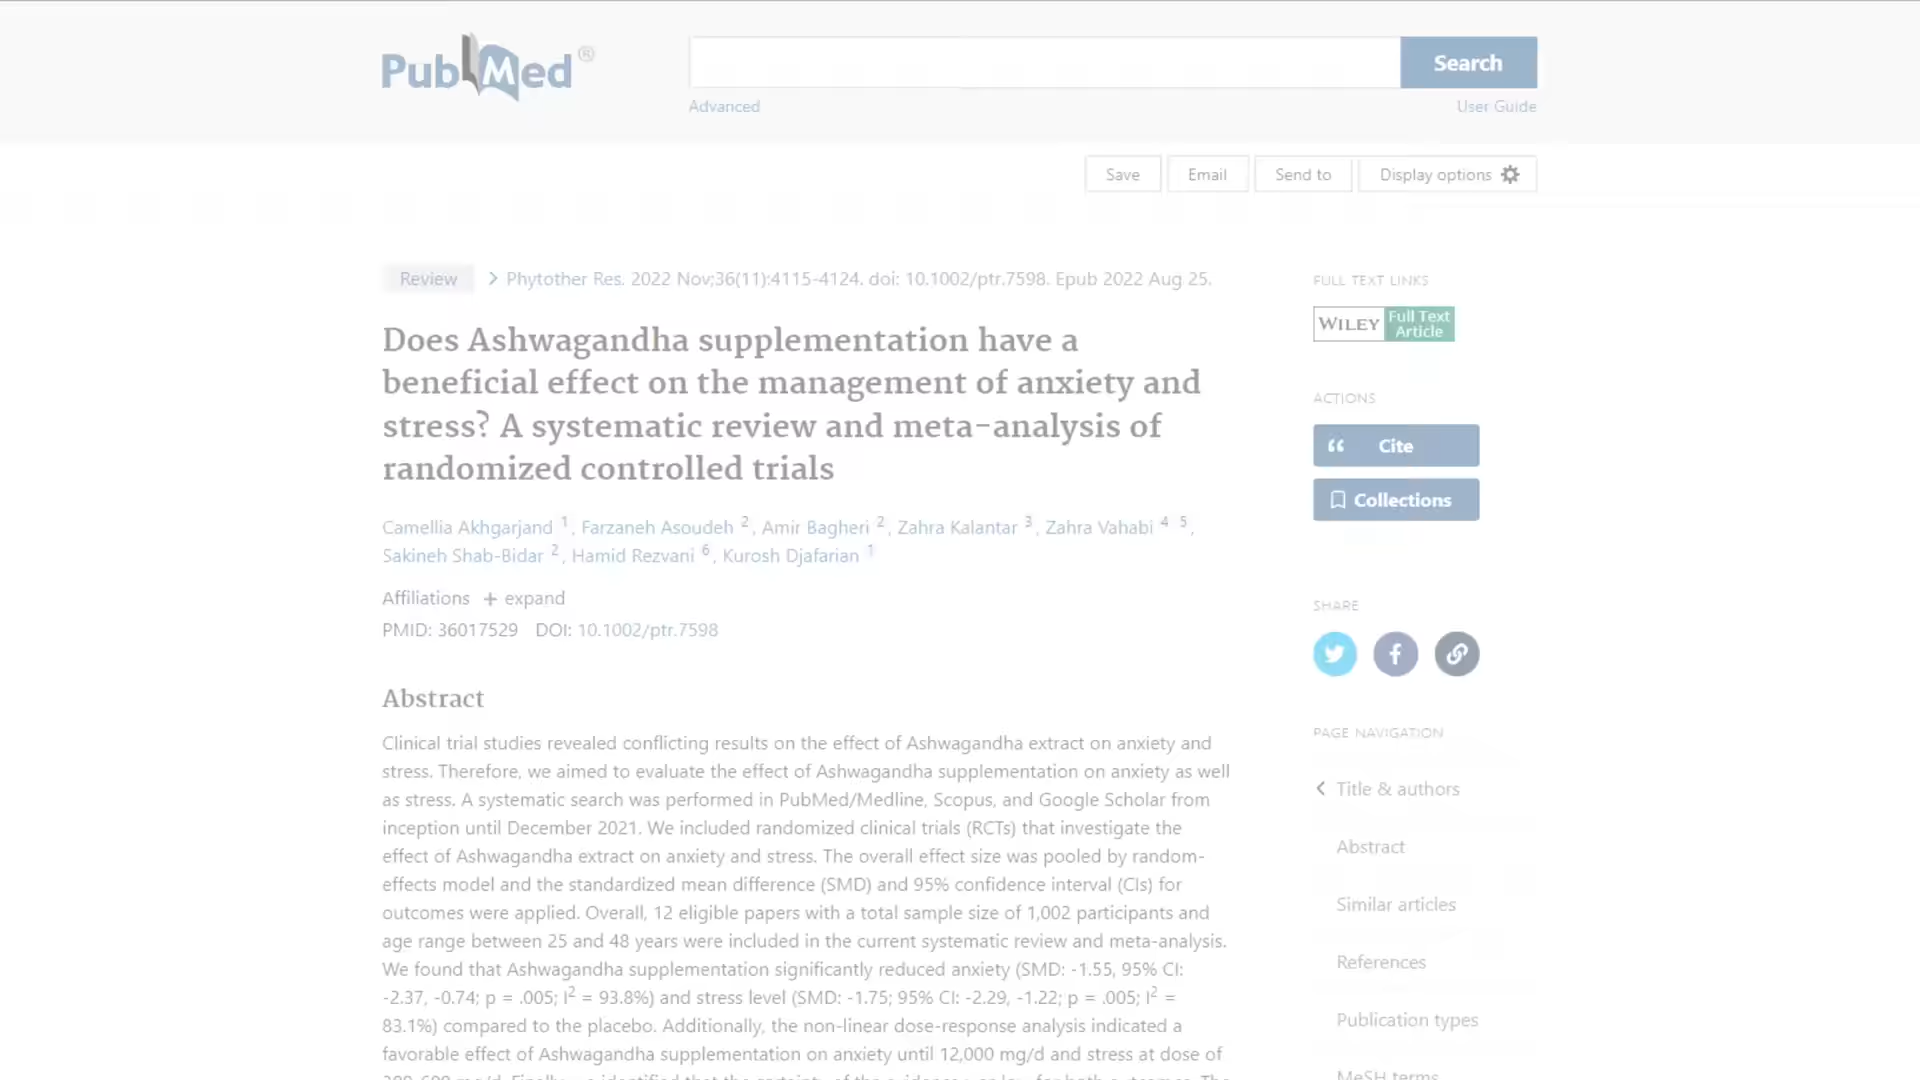 PubMed®
Search
Advanced
User Guide
Save
Email
Send to
Display options
Review
Phytother Res. 2022 Nov;36(11):4115-4124. doi: 10.1002/ptr.7598. Epub 2022 Aug 25.
Does Ashwagandha supplementation have a
beneficial effect on the management of anxiety and
stress? A systematic review and meta-analysis of
randomized controlled trials
Camellia Akhgarjand 1, Farzaneh Asoudeh 2, Amir Bagheri 2, Zahra Kalantar 3, Zahra Vahabi 4 5,
Sakineh Shab-Bidar 2, Hamid Rezvani 6, Kurosh Djafarian 1
Affiliations + expand
PMID: 36017529 DOI: 10.1002/ptr.7598
Abstract
Clinical trial studies revealed conflicting results on the effect of Ashwagandha extract on anxiety and
stress. Therefore, we aimed to evaluate the effect of Ashwagandha supplementation on anxiety as well
as stress. A systematic search was performed in PubMed/Medline, Scopus, and Google Scholar from
inception until December 2021. We included randomized clinical trials (RCTs) that investigate the
effect of Ashwagandha extract on anxiety and stress. The overall effect size was pooled by random-
effects model and the standardized mean difference (SMD) and 95% confidence interval (CIs) for
outcomes were applied. Overall, 12 eligible papers with a total sample size of 1,002 participants and
age range between 25 and 48 years were included in the current systematic review and meta-analysis.
We found that Ashwagandha supplementation significantly reduced anxiety (SMD: -1.55, 95% CI:
-2.37, -0.74; p = .005; I2 = 93.8%) and stress level (SMD: -1.75; 95% CI: -2.29, -1.22; p = .005; I2 =
83.1%) compared to the placebo. Additionally, the non-linear dose-response analysis indicated a
favorable effect of Ashwagandha supplementation on anxiety until 12,000 mg/d and stress at dose of
FULL TEXT LINKS
WILEY Full Text
Article
ACTIONS
Cite
Collections
SHARE
PAGE NAVIGATION
Title & authors
Abstract
Similar articles
References
Publication types
MeSH terms